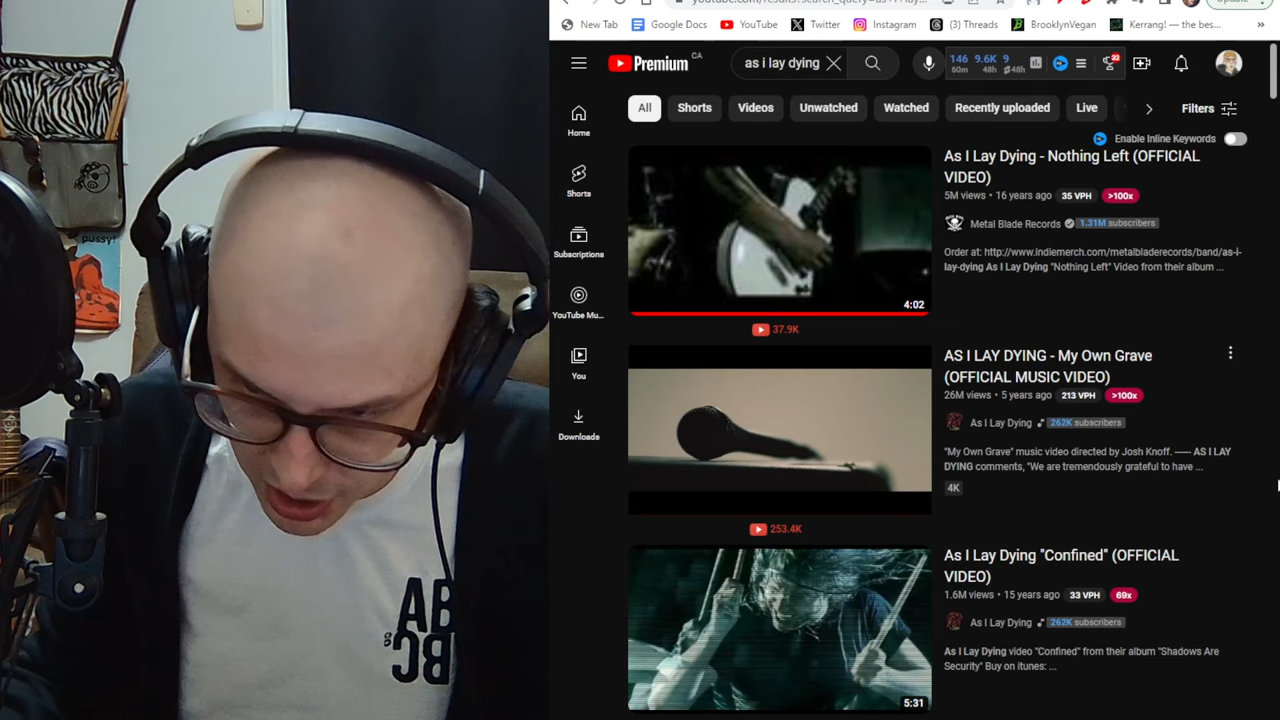 youtube.com/results?search_query=as+i+lay...
Update
New Tab
Google Docs
YouTube
Twitter
Instagram
(3) Threads
BrooklynVegan
Kerrang! — the bes...
»
Premium CA
as i lay dying
146 9.6K 9
60m 48h 48h
32
All
Shorts
Videos
Unwatched
Watched
Recently uploaded
Live
Filters
Home
Shorts
Subscriptions
YouTube Mu...
You
Downloads
Enable Inline Keywords
As I Lay Dying - Nothing Left (OFFICIAL
VIDEO)
5M views • 16 years ago 35 VPH >100x
Metal Blade Records 1.31M subscribers
Order at: http://www.indiemerch.com/metalbladerecords/band/as-i-
lay-dying As I Lay Dying "Nothing Left" Video from their album ...
4:02
37.9K
AS I LAY DYING - My Own Grave
(OFFICIAL MUSIC VIDEO)
26M views • 5 years ago 213 VPH >100x
As I Lay Dying 262K subscribers
"My Own Grave" music video directed by Josh Knoff. —– AS I LAY
DYING comments, "We are tremendously grateful to have ...
4K
253.4K
As I Lay Dying "Confined" (OFFICIAL
VIDEO)
1.6M views • 15 years ago 33 VPH 69x
As I Lay Dying 262K subscribers
As I Lay Dying video "Confined" from their album "Shadows Are
Security" Buy on itunes: ...
5:31
pussy!
AB
BC